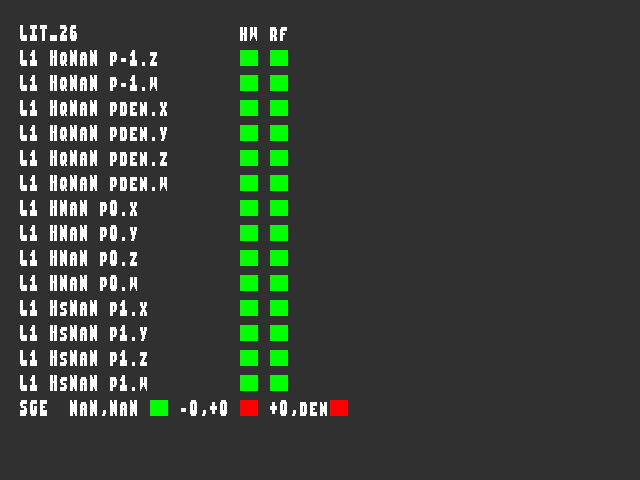 LIT_26 HW RF
L1 HqNaN p-1.Z
L1 HqNaN p-1.W
L1 HqNaN pDEN.X
L1 HqNaN pDEN.Y
L1 HqNaN pDEN.Z
L1 HqNaN pDEN.W
L1 HNaN p0.X
L1 HNaN p0.Y
L1 HNaN p0.Z
L1 HNaN p0.W
L1 HsNaN p1.X
L1 HsNaN p1.Y
L1 HsNaN p1.Z
L1 HsNaN p1.W
SGE NaN,NaN -0,+0 +0,DEN